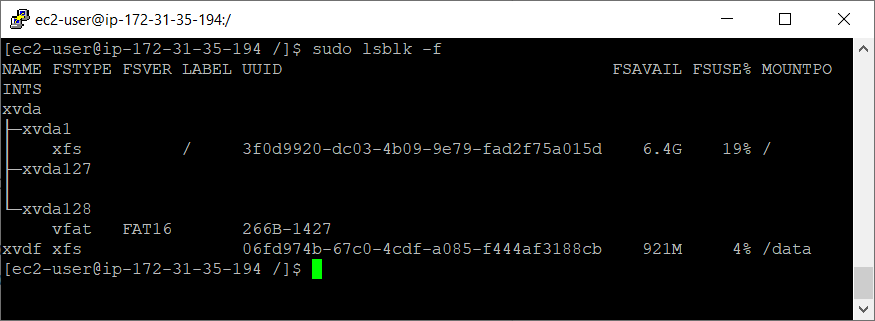 ec2-user@ip-172-31-35-194:/
[ec2-user@ip-172-31-35-194 /]$ sudo lsblk -f
NAME FSTYPE FSVER LABEL UUID                                 FSAVAIL FSUSE% MOUNTPO
INTS
xvda
├─xvda1
│    xfs          /     3f0d9920-dc03-4b09-9e79-fad2f75a015d    6.4G    19% /
├─xvda127
│
└─xvda128
     vfat   FAT16       266B-1427
xvdf xfs                06fd974b-67c0-4cdf-a085-f444af3188cb    921M     4% /data
[ec2-user@ip-172-31-35-194 /]$